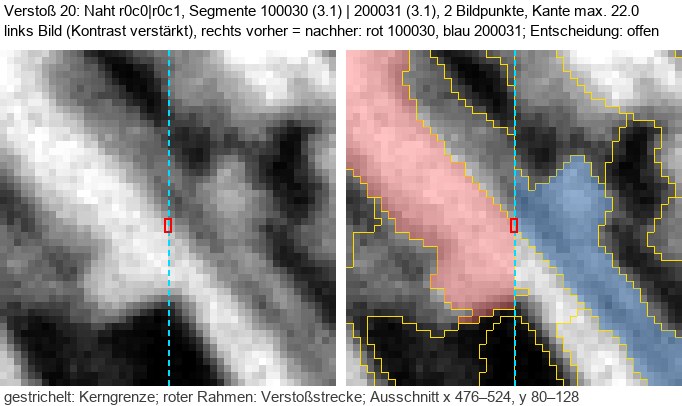 Verstoß 20: Naht r0c0|r0c1, Segmente 100030 (3.1) | 200031 (3.1), 2 Bildpunkte, Kante max. 22.0
links Bild (Kontrast verstärkt), rechts vorher = nachher: rot 100030, blau 200031; Entscheidung: offen
gestrichelt: Kerngrenze; roter Rahmen: Verstoßstrecke; Ausschnitt x 476–524, y 80–128